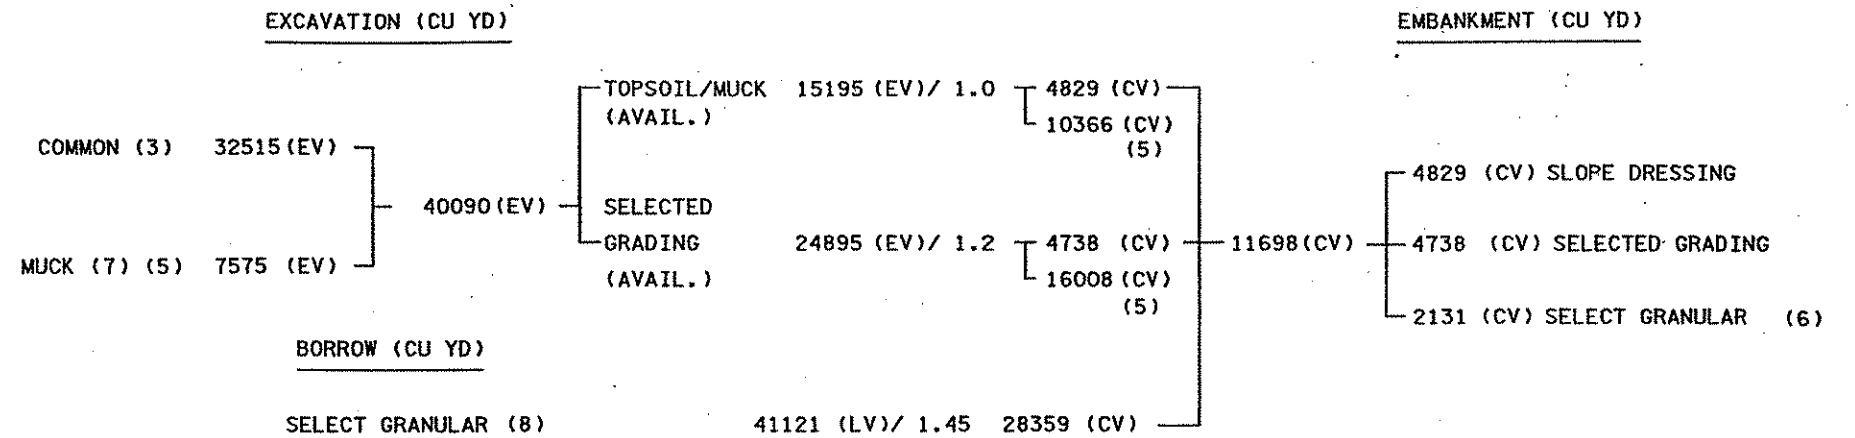 EXCAVATION (CU YD)
EMBANKMENT (CU YD)
TOPSOIL/MUCK 15195 (EV)/ 1.0 4829 (CV)
(AVAIL.) 10366 (CV)
(5)
COMMON (3) 32515 (EV)
4829 (CV) SLOPE DRESSING
40090 (EV) SELECTED
GRADING 24895 (EV)/ 1.2 4738 (CV) 11698 (CV) 4738 (CV) SELECTED GRADING
MUCK (7) (5) 7575 (EV)
(AVAIL.) 16008 (CV)
(5)
2131 (CV) SELECT GRANULAR (6)
BORROW (CU YD)
SELECT GRANULAR (8) 41121 (LV)/ 1.45 28359 (CV)